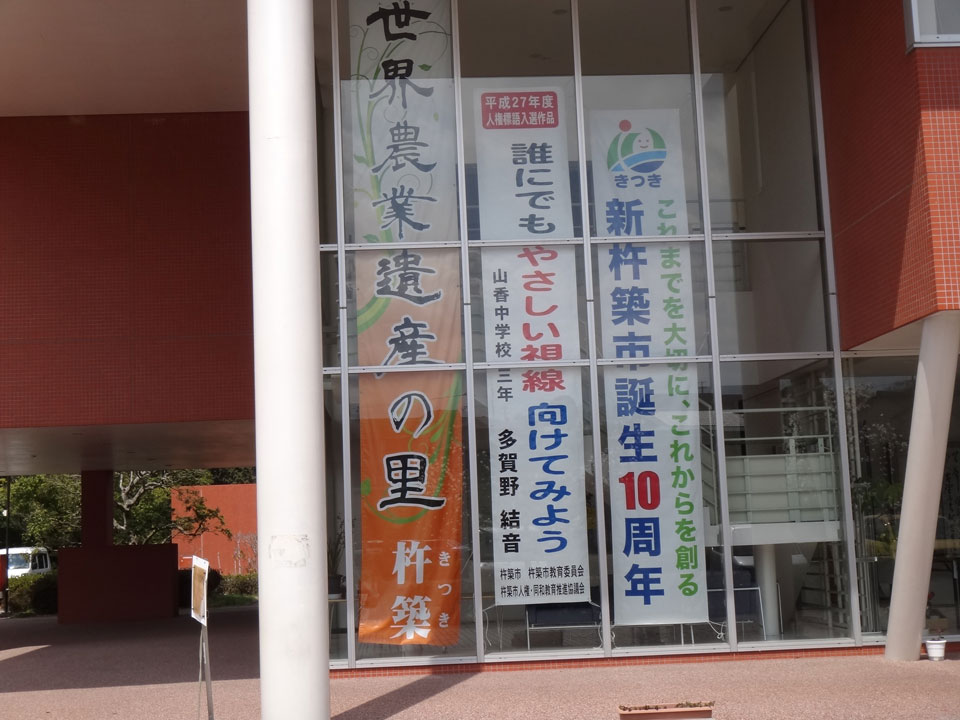 世界農業遺産の里
杵築
きつき
平成27年度
人権標語入選作品
誰にでも やさしい視線 向けてみよう
山香中学校 三年 多賀野 結音
杵築市 杵築市教育委員会
杵築市人権・同和教育推進協議会
きつき
これまでを大切に、これからを創る
新杵築市誕生10周年